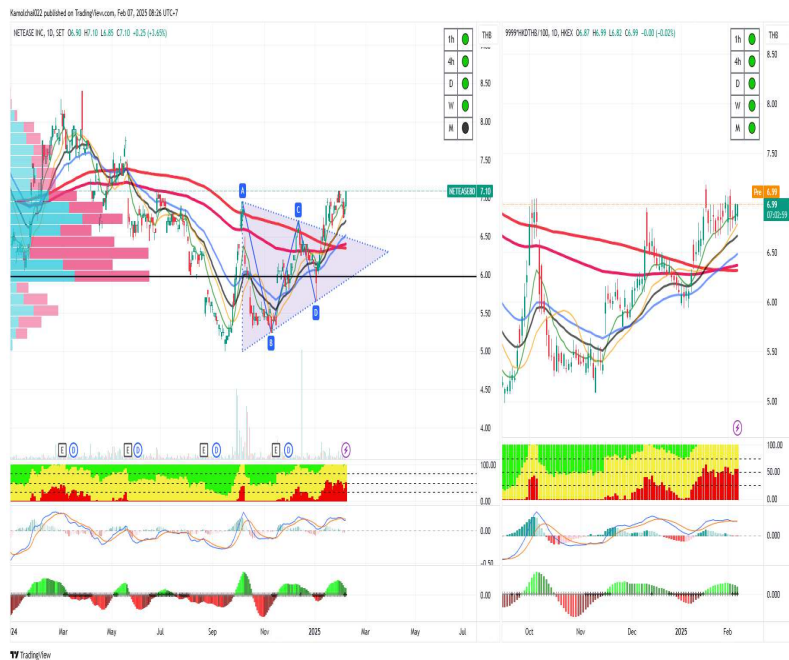 Kamolchai022 published on TradingView.com, Feb 07, 2025 08:26 UTC+7
NETEASE INC, 1D, SET O6.90 H7.10 L6.85 C7.10 +0.25 (+3.65%)
THB
1h
4h
D
W
M
8.50
8.00
7.50
7.00
6.50
6.00
5.50
5.00
4.50
4.00
NETEASE80 7.10
A
C
B
D
E D E D E D E D
100.00
50.00
0.00
0.00
-0.50
0.00
Mar May Jul Sep Nov 2025 Mar May Jul
9999*HKDTHB/100, 1D, HKEX O6.87 H6.99 L6.82 C6.99 -0.00 (-0.02%)
THB
1h
4h
D
W
M
8.50
8.00
7.50
Pre 6.99
6.99
07:02:59
6.50
6.00
5.50
5.00
100.00
50.00
0.00
0.000
0.000
Oct Nov Dec 2025 Feb
TradingView